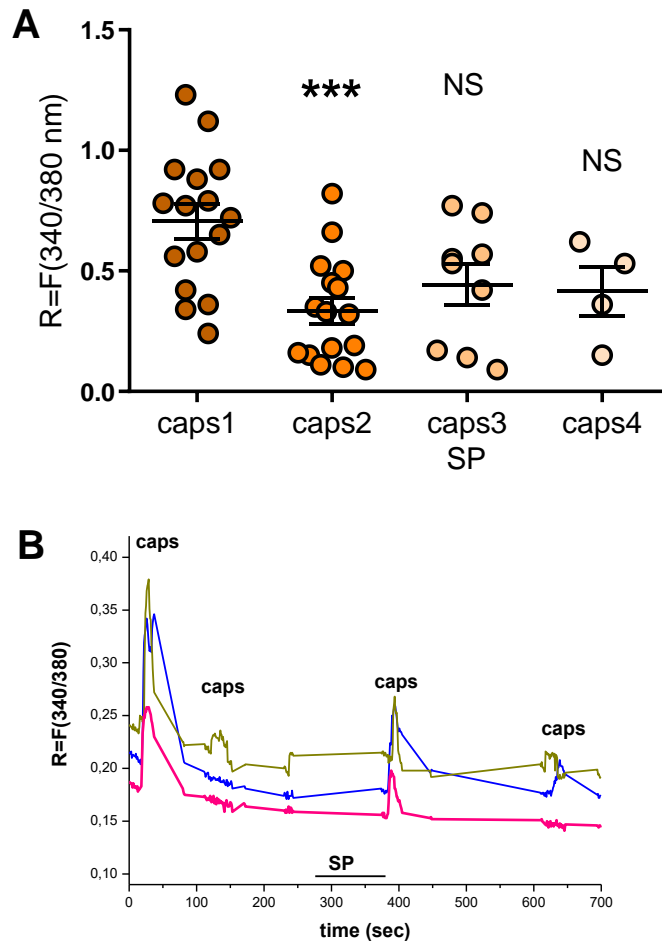 A
R=F(340/380 nm)
1.5
1.0
0.5
0.0
***
NS
NS
caps1
caps2
caps3
caps4
SP
B
R=F(340/380)
0,40
0,35
0,30
0,25
0,20
0,15
0,10
caps
caps
caps
caps
SP
0
100
200
300
400
500
600
700
time (sec)